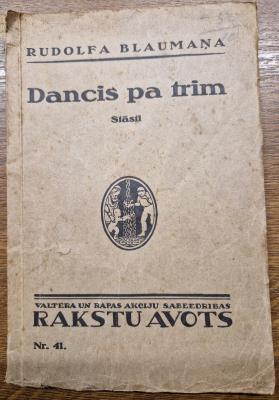 RUDOLFA BLAUMAŅA
Dancis pa trim
Stāsti
VALTERA UN RAPAS AKCIJU SABEEDRIBAS
RAKSTU AVOTS
Nr. 41.